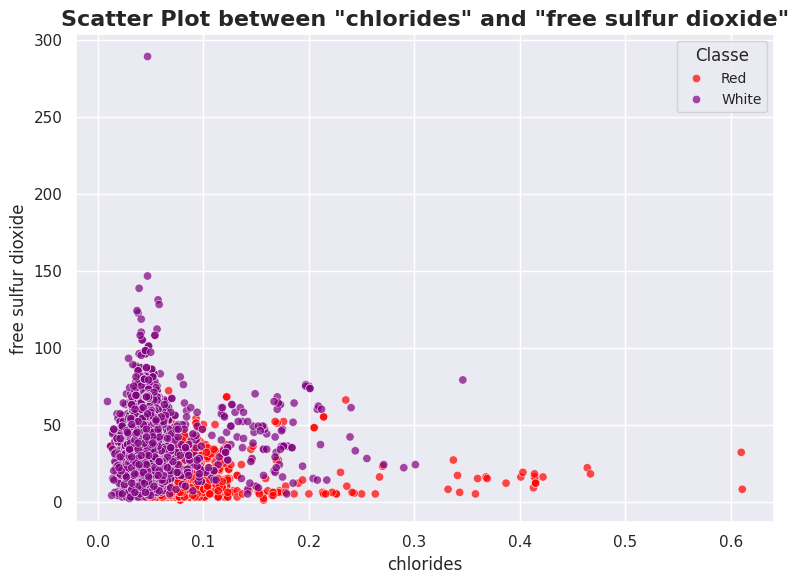 Scatter Plot between "chlorides" and "free sulfur dioxide"
300
250
200
150
100
50
0
free sulfur dioxide
Classe
Red
White
0.0 0.1 0.2 0.3 0.4 0.5 0.6
chlorides